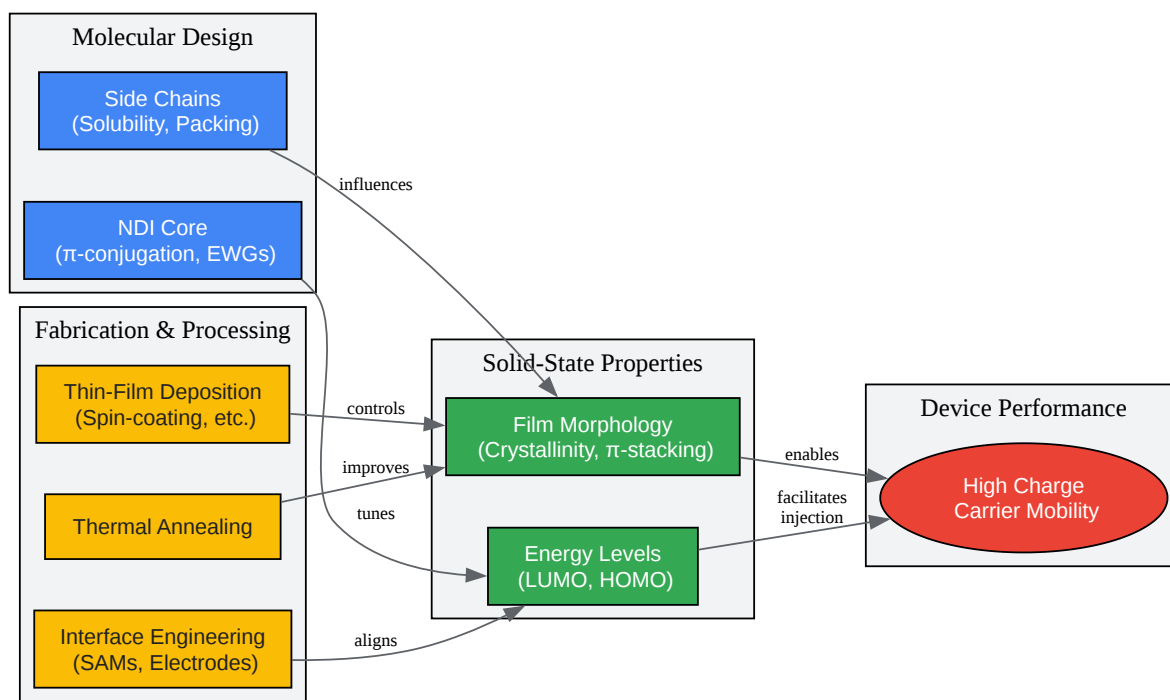 Molecular Design
Side Chains
(Solubility, Packing)
NDI Core
(π-conjugation, EWGs)
influences
Fabrication & Processing
Thin-Film Deposition
(Spin-coating, etc.)
Thermal Annealing
Interface Engineering
(SAMs, Electrodes)
controls
improves
tunes
aligns
Solid-State Properties
Film Morphology
(Crystallinity, π-stacking)
Energy Levels
(LUMO, HOMO)
enables
facilitates
injection
Device Performance
High Charge
Carrier Mobility